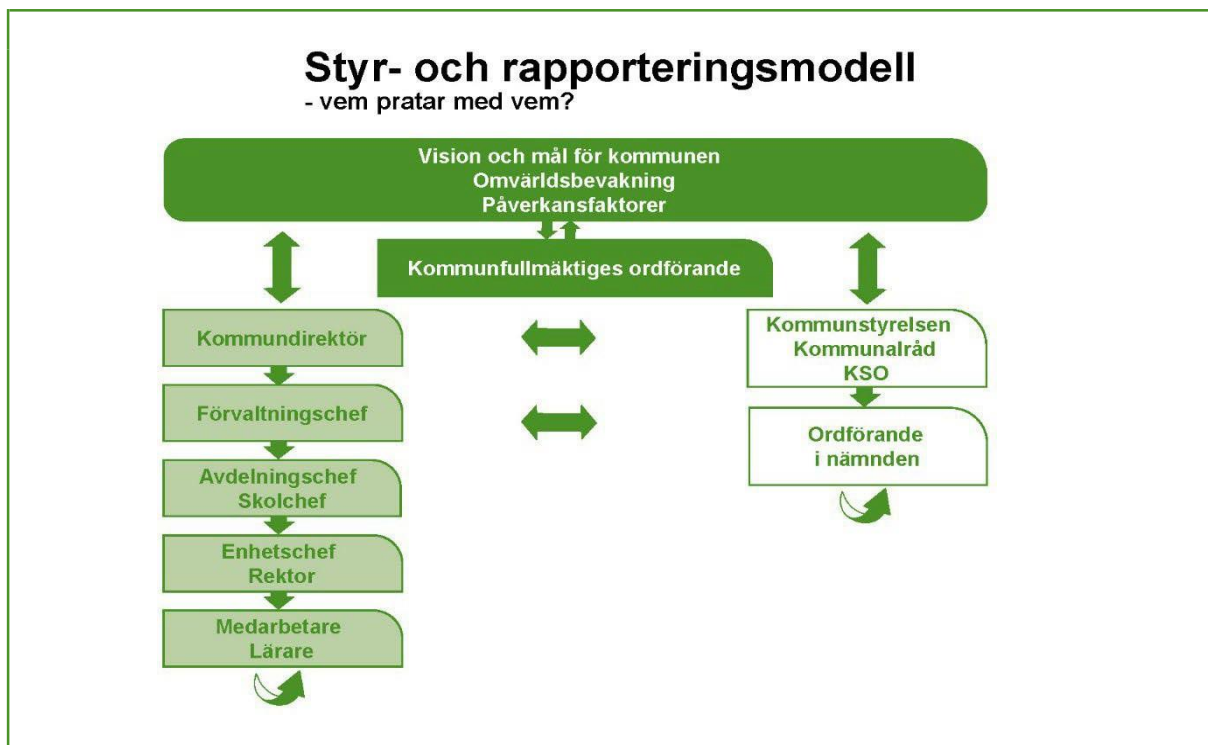 Styr- och rapporteringsmodell
- vem pratar med vem?
Vision och mål för kommunen
Omvärldsbevakning
Påverkansfaktorer
Kommunfullmäktiges ordförande
Kommundirektör
Förvaltningschef
Avdelningschef
Skolchef
Enhetschef
Rektor
Medarbetare
Lärare
Kommunstyrelsen
Kommunalråd
KSO
Ordförande
i nämnden